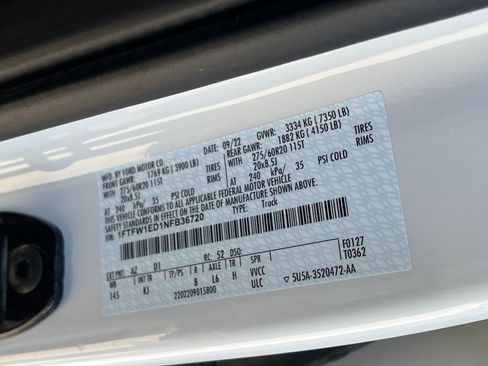 MFD. BY FORD MOTOR CO.
DATE: 09/22 GVWR: 3334 KG ( 7350 LB)
FRONT GAWR: 1769 KG ( 3900 LB) REAR GAWR: 1882 KG ( 4150 LB)
275/60R20 115T TIRES 275/60R20 115T TIRES
20x8.5J RIMS 20x8.5J RIMS
AT 240 kPa/ 35 PSI COLD AT 240 kPa/ 35 PSI COLD
THIS VEHICLE CONFORMS TO ALL APPLICABLE FEDERAL MOTOR VEHICLE
SAFETY STANDARDS IN EFFECT ON THE DATE OF MANUFACTURE SHOWN ABOVE.
VIN: 1FTFW1ED1NFB36720
TYPE: Truck
F0127
T0362
EXT PNT: AZ D1 RC: 52 DSO:
WB INT TR TP/PS R AXLE TR SPR
145 KJ B L6 H VVCC
2202209015800 ULC 5U5A-3520472-AA